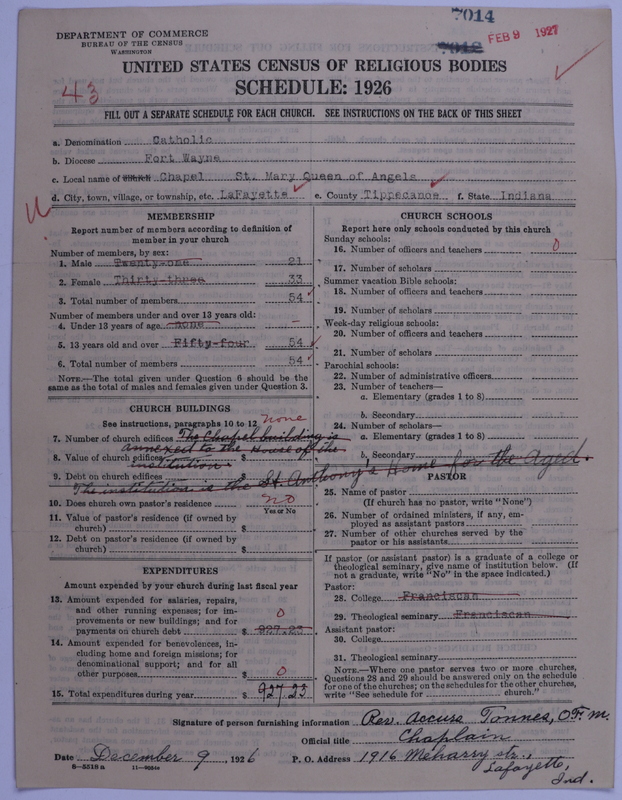 7014
7012
FEB 9 1927
DEPARTMENT OF COMMERCE
BUREAU OF THE CENSUS
WASHINGTON
UNITED STATES CENSUS OF RELIGIOUS BODIES
SCHEDULE: 1926
43
FILL OUT A SEPARATE SCHEDULE FOR EACH CHURCH. SEE INSTRUCTIONS ON THE BACK OF THIS SHEET
a. Denomination Catholic
b. Diocese Fort Wayne
c. Local name of church Chapel St. Mary Queen of Angels
d. City, town, village, or township, etc. LaFayette e. County Tippecanoe f. State Indiana
MEMBERSHIP
Report number of members according to definition of
member in your church
Number of members, by sex:
1. Male Twenty-one 21
2. Female Thirty-three 33
3. Total number of members 54
Number of members under and over 13 years old:
4. Under 13 years of age none –
5. 13 years old and over Fifty-four 54
6. Total number of members 54
NOTE.—The total given under Question 6 should be the
same as the total of males and females given under Question 3.
CHURCH BUILDINGS
See instructions, paragraphs 10 to 12 none
7. Number of church edifices The Chapel building is
annexed to the House of the
8. Value of church edifices $
institution.
9. Debt on church edifices $
The institution is the St. Anthony's Home for the Aged.
10. Does church own pastor's residence no
Yes or No
11. Value of pastor's residence (if owned by
church) $
12. Debt on pastor's residence (if owned by
church) $
EXPENDITURES
Amount expended by your church during last fiscal year
13. Amount expended for salaries, repairs,
and other running expenses; for im-
provements or new building; and for
payments on church debt $ 927.23
0
14. Amount expended for benevolences, in-
cluding home and foreign missions; for
denominational support; and for all
other purposes $ 0
15. Total expenditures during year $ 927.23
CHURCH SCHOOLS
Report here only schools conducted by this church
Sunday schools:
16. Number of officers and teachers 0
17. Number of scholars
Summer vacation Bible schools:
18. Number of officers and teachers
19. Number of scholars
Week-day religious schools:
20. Number of officers and teachers
21. Number of scholars
Parochial schools:
22. Number of administrative officers
23. Number of teachers—
a. Elementary (grades 1 to 8)
b. Secondary
24. Number of scholars—
a. Elementary (grades 1 to 8)
b. Secondary
PASTOR
25. Name of pastor
(If church has no pastor, write "None")
26. Number of ordained ministers, if any, em-
ployed as assistant pastors
27. Number of other churches served by the
pastor or his assistants
If pastor (or assistant pastor) is a graduate of a college or
theological seminary, give name of institution below. (If
not a graduate, write "No" in the space indicated.)
Pastor:
28. College Franciscan
29. Theological seminary Franciscan
Assistant pastor:
30. College
31. Theological seminary
NOTE.—Where one pastor serves two or more churches,
Questions 28 and 29 should be answered only on the schedule
for one of the churches; on the schedules for the other churches,
write "See schedule for church."
Signature of person furnishing information Rev. Accurs Tonnes, O.F.M.
Official title Chaplain
Date December 9, 1926 P. O. Address 1916 Meharry str.,
Lafayette,
Ind.
8—5518 a